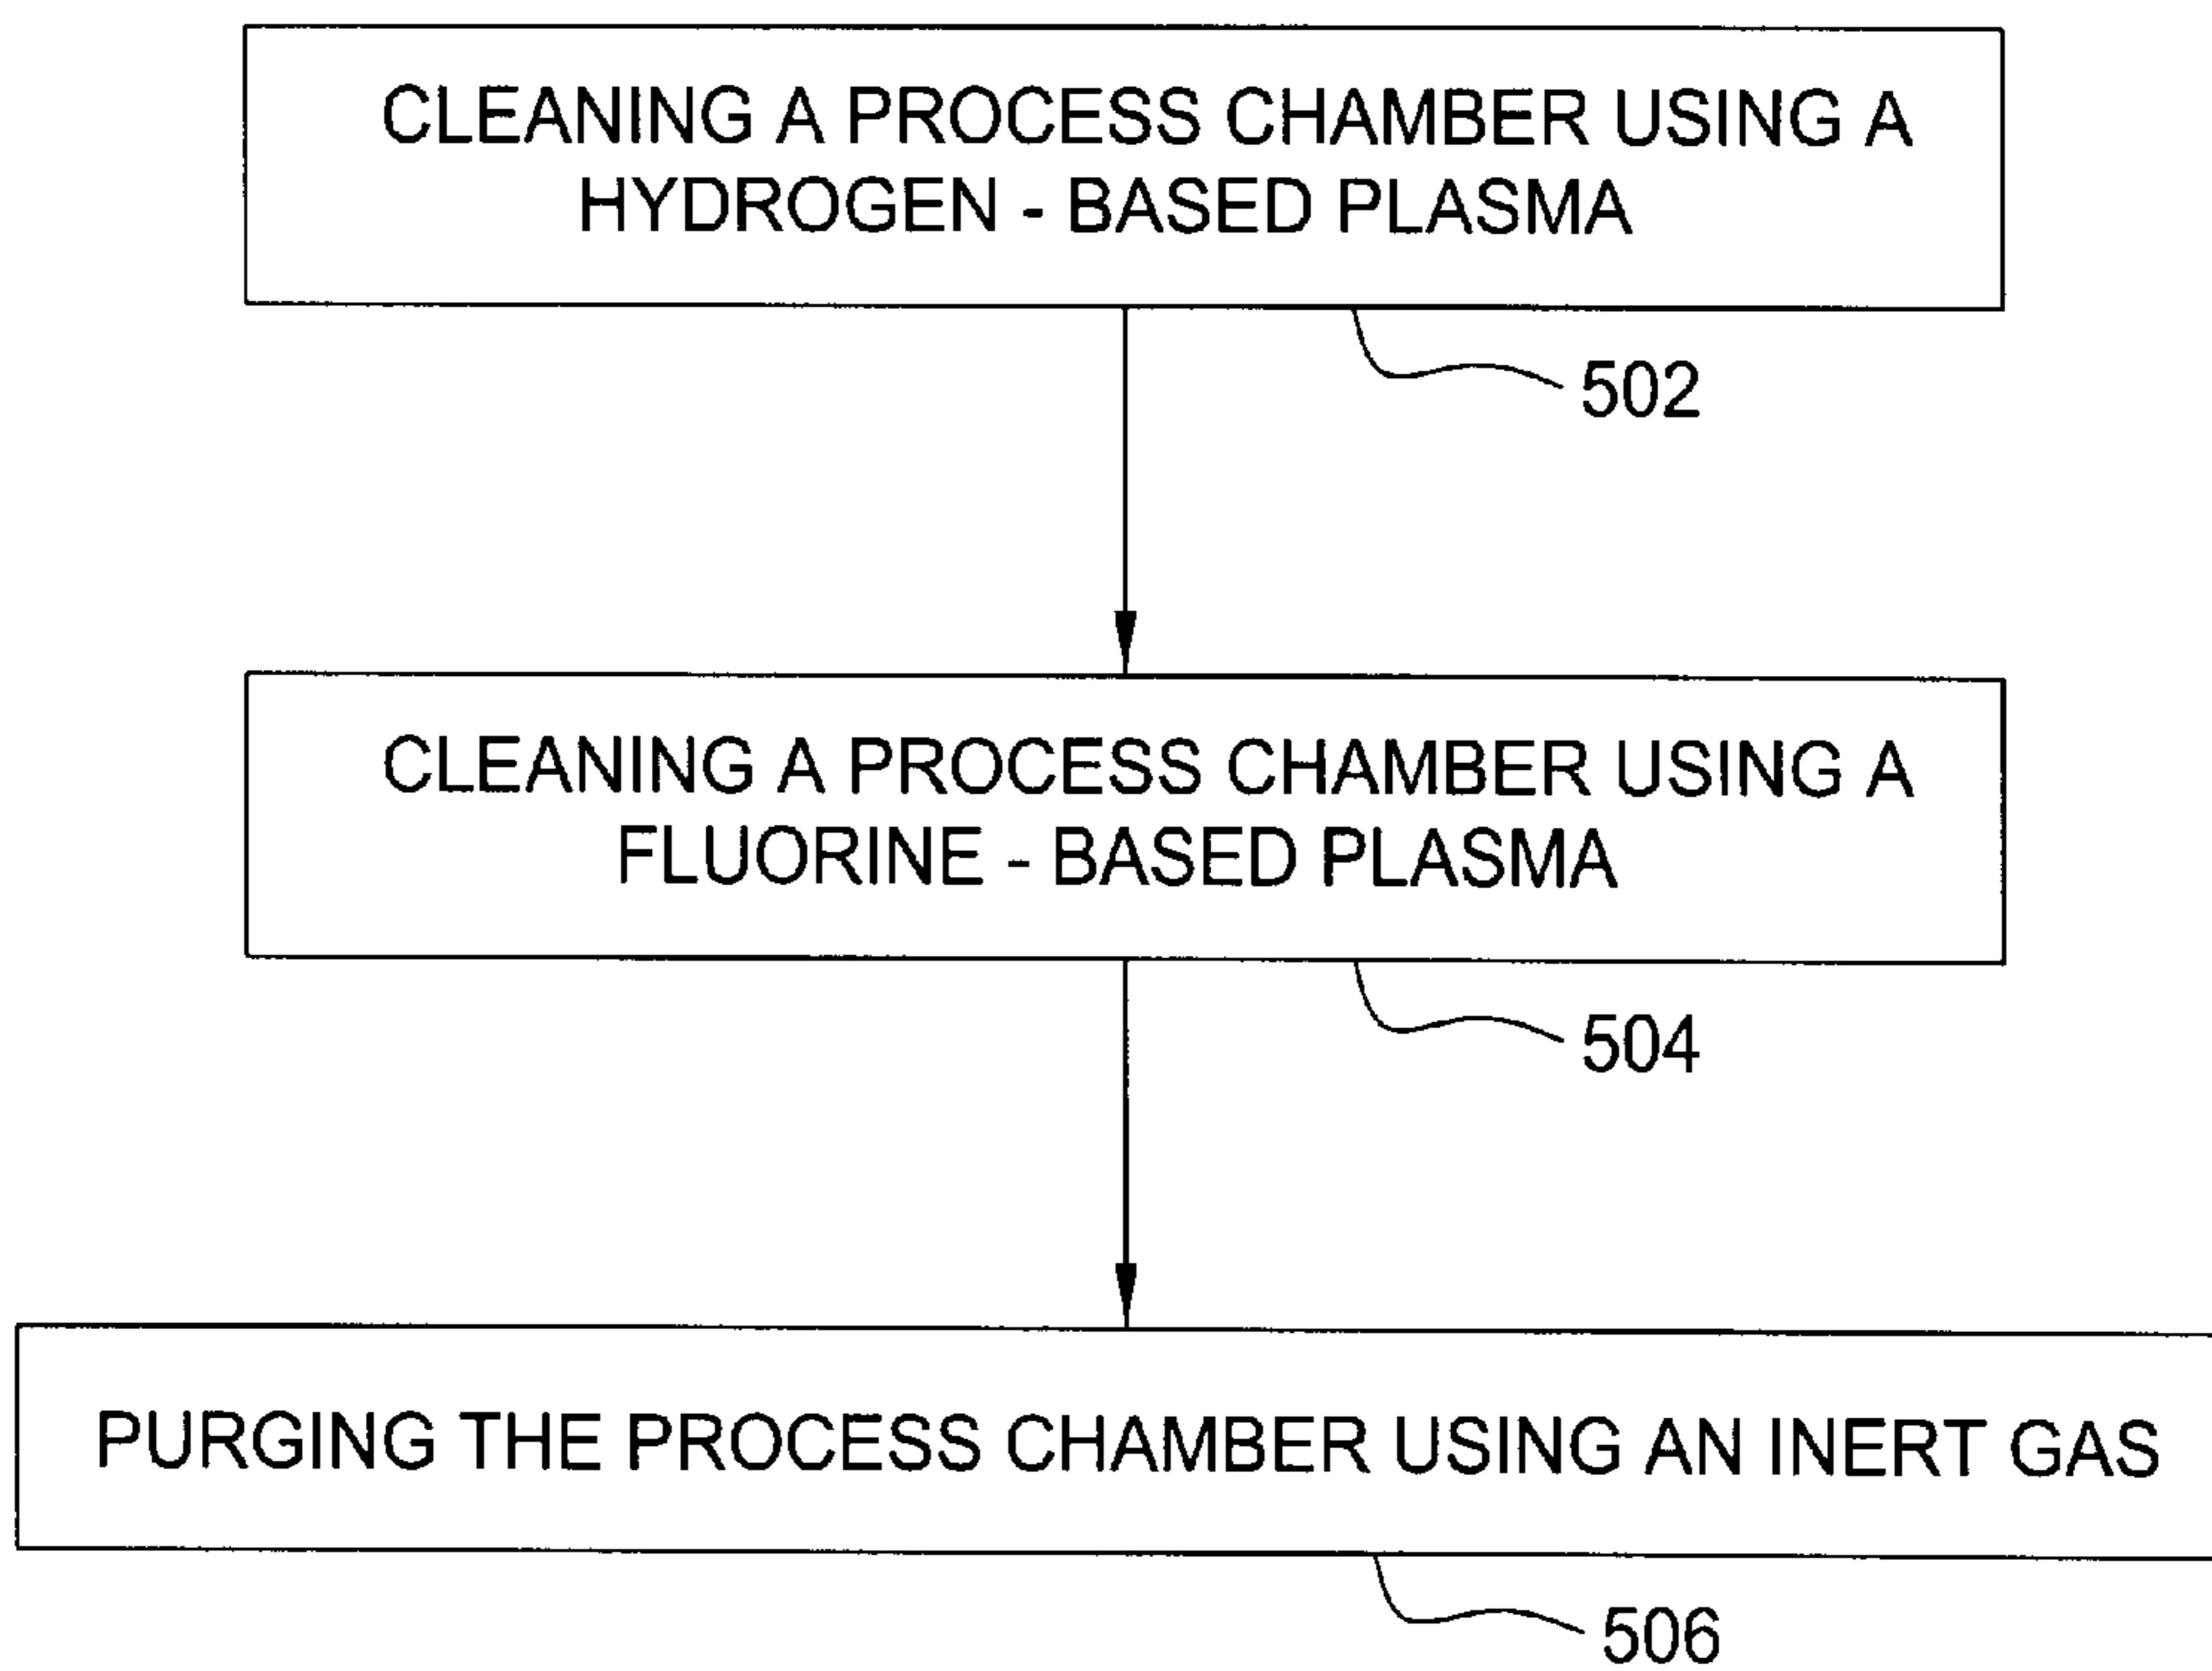 CLEANING A PROCESS CHAMBER USING A
HYDROGEN - BASED PLASMA
502
CLEANING A PROCESS CHAMBER USING A
FLUORINE - BASED PLASMA
504
PURGING THE PROCESS CHAMBER USING AN INERT GAS
506